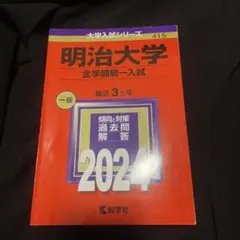 大学入試シリーズ
419
明治大学
全学部統一入試
最近3カ年
一般
傾向と対策
過去問
解答
2024
教学社